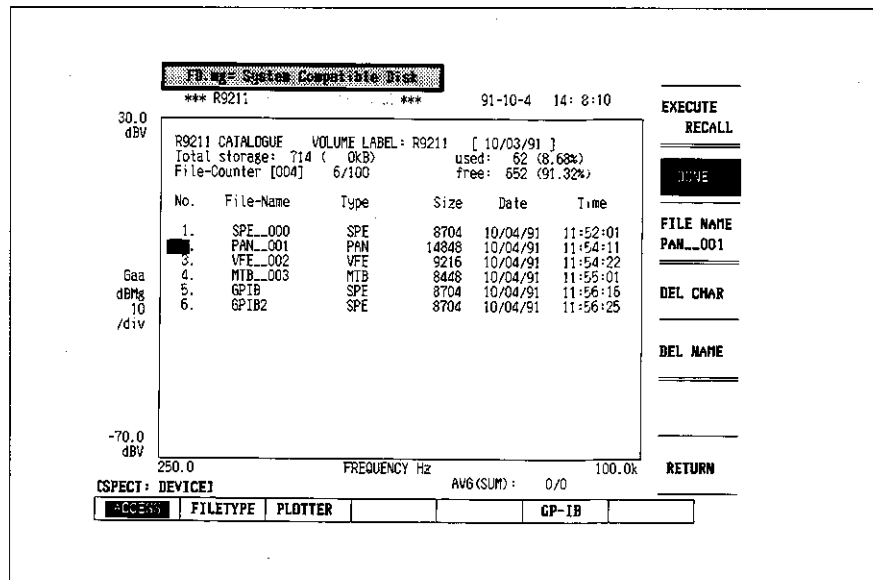 FD.mg= System Compatible Disk
*** R9211 *** 91-10-4 14: 8:10
30.0
dBV
R9211 CATALOGUE VOLUME LABEL: R9211 [ 10/03/91 ]
Total storage: 714 ( 0kB) used: 62 (8.68%)
File-Counter [004] 6/100 free: 652 (91.32%)
No. File-Name Type Size Date Time
1. SPE__000 SPE 8704 10/04/91 11:52:01
. PAN__001 PAN 14848 10/04/91 11:54:11
3. VFE__002 VFE 9216 10/04/91 11:54:22
4. MTB__003 MTB 8448 10/04/91 11:55:01
5. GPIB SPE 8704 10/04/91 11:56:16
6. GPIB2 SPE 8704 10/04/91 11:56:25
Gaa
dBMg
10
/div
-70.0
dBV
250.0 FREQUENCY Hz 100.0k
[SPECT: DEVICE] AVG(SUM): 0/0
ACCESS FILETYPE PLOTTER GP-IB
EXECUTE
RECALL
DONE
FILE NAME
PAN__001
DEL CHAR
DEL NAME
RETURN